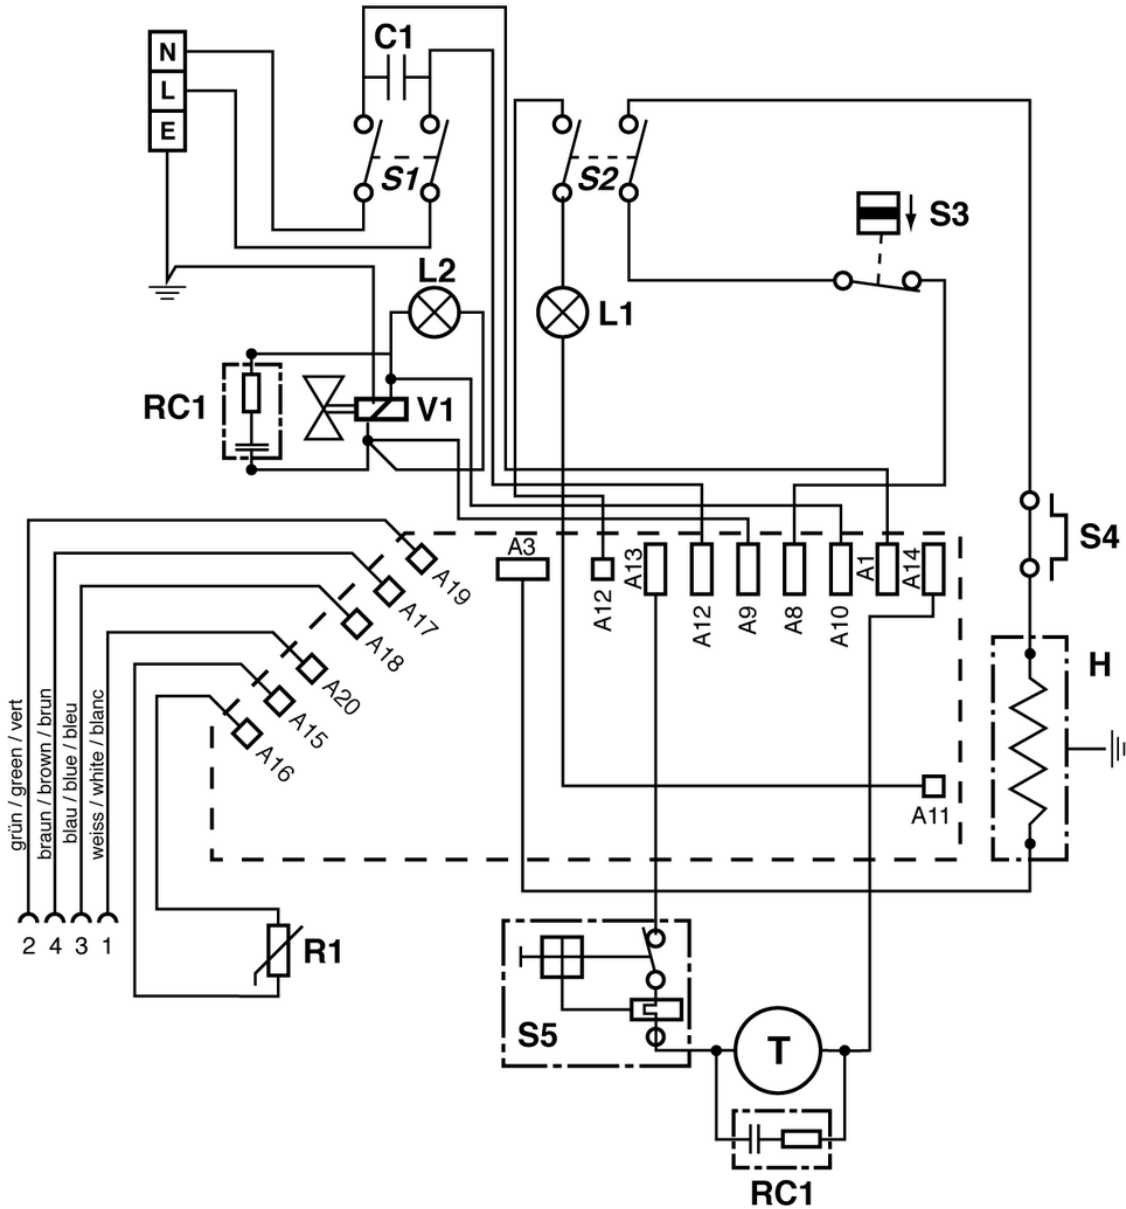 C1
N
L
E
S1
S2
S3
L2
L1
RC1
V1
S4
A3
A13
A1
A14
A19
A12
A12
A9
A8
A10
A17
A18
A20
A15
A16
H
grün / green / vert
braun / brown / brun
blau / blue / bleu
weiss / white / blanc
A11
2 4 3 1
R1
S5
T
RC1